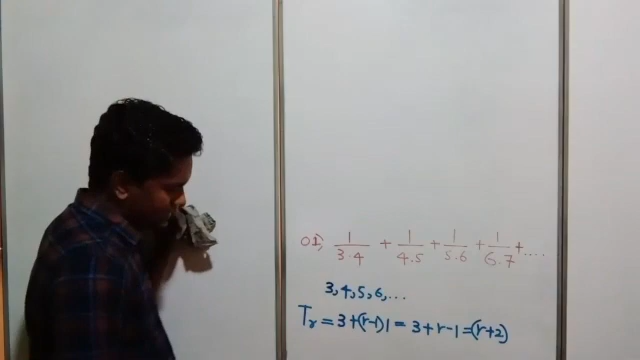 01, 1/3.4 + 1/4.5 + 1/5.6 + 1/6.7 + ....
3, 4, 5, 6, ...
Tr = 3+(r-1)1 = 3+r-1 = (r+2)